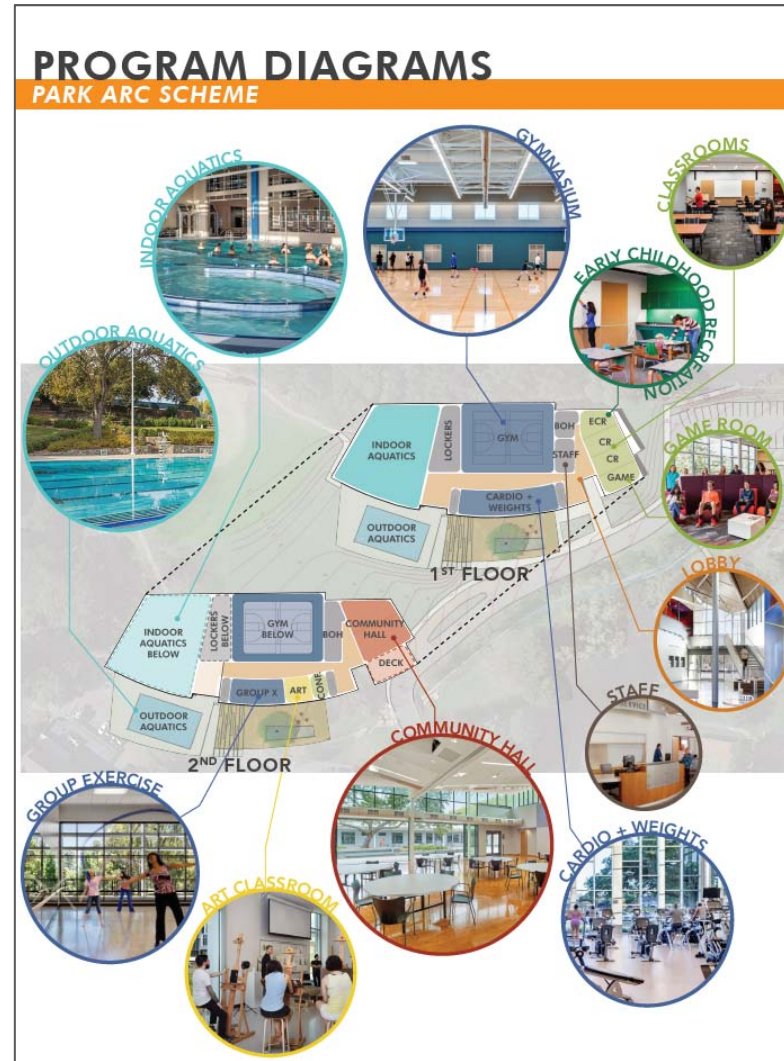 PROGRAM DIAGRAMS
PARK ARC SCHEME
INDOOR AQUATICS
GYMNASIUM
CLASSROOMS
EARLY CHILDHOOD RECREATION
OUTDOOR AQUATICS
GAME ROOM
LOBBY
INDOOR
AQUATICS
LOCKERS
GYM
BOH
STAFF
ECR
CR
CR
GAME
CARDIO +
WEIGHTS
OUTDOOR
AQUATICS
1ST FLOOR
INDOOR
AQUATICS
BELOW
LOCKERS
BELOW
GYM
BELOW
BOH
COMMUNITY
HALL
DECK
GROUP X
ART
CONF
OUTDOOR
AQUATICS
2ND FLOOR
STAFF
COMMUNITY HALL
GROUP EXERCISE
ART CLASSROOM
CARDIO + WEIGHTS